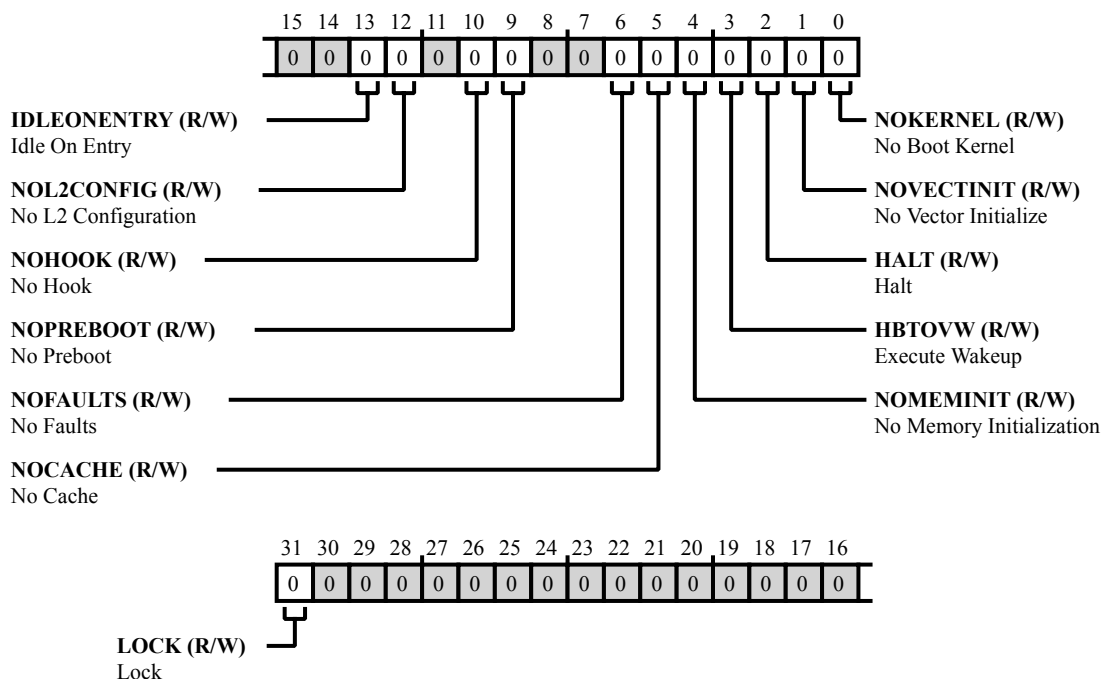 15 14 13 12 11 10 9 8 7 6 5 4 3 2 1 0
0 0 0 0 0 0 0 0 0 0 0 0 0 0 0 0
IDLEONENTRY (R/W)
Idle On Entry
NOL2CONFIG (R/W)
No L2 Configuration
NOHOOK (R/W)
No Hook
NOPREBOOT (R/W)
No Preboot
NOFAULTS (R/W)
No Faults
NOCACHE (R/W)
No Cache
NOKERNEL (R/W)
No Boot Kernel
NOVECTINIT (R/W)
No Vector Initialize
HALT (R/W)
Halt
HBTOVW (R/W)
Execute Wakeup
NOMEMINIT (R/W)
No Memory Initialization
31 30 29 28 27 26 25 24 23 22 21 20 19 18 17 16
0 0 0 0 0 0 0 0 0 0 0 0 0 0 0 0
LOCK (R/W)
Lock